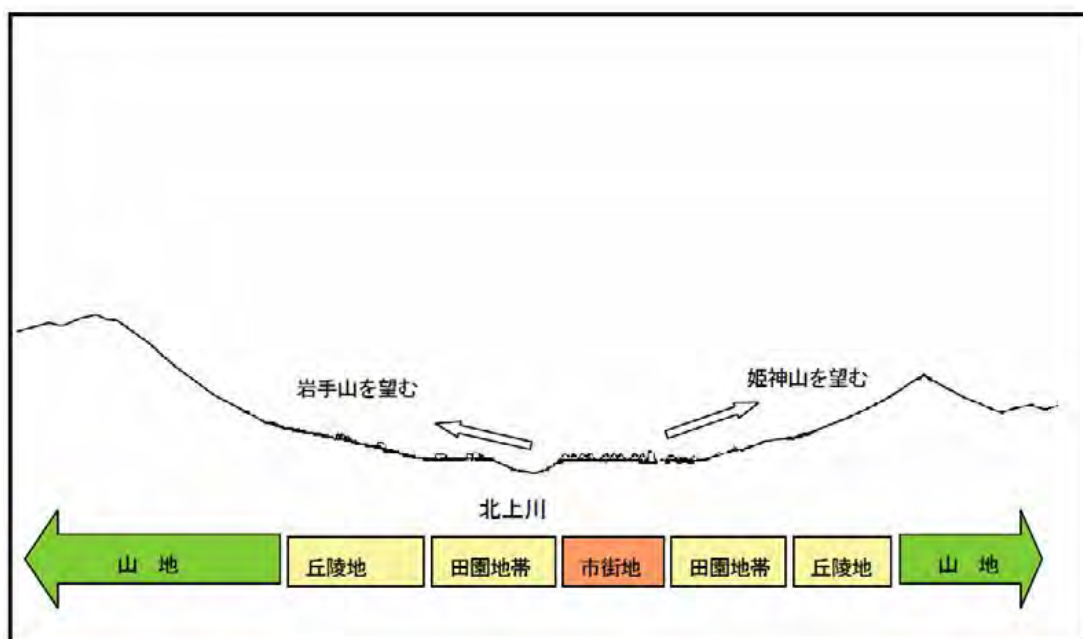 岩手山を望む
姫神山を望む
北上川
山 地
丘陵地
田園地帯
市街地
田園地帯
丘陵地
山 地